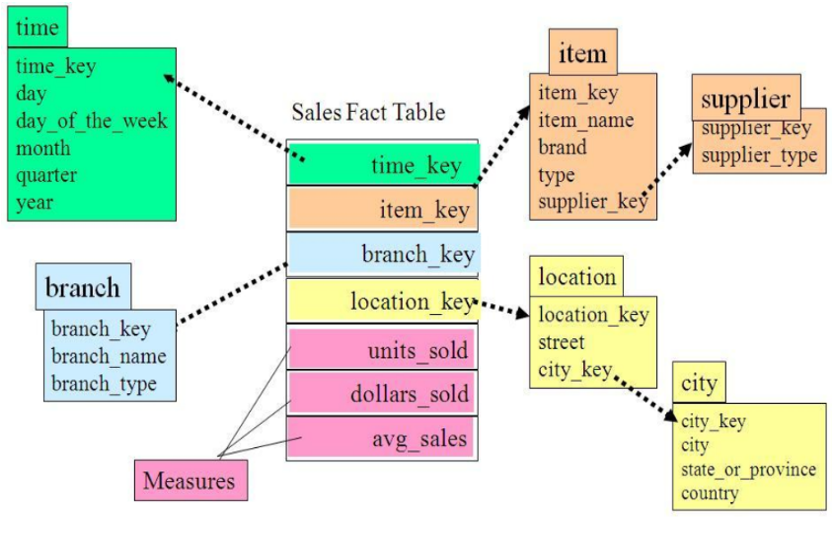 time
time_key
day
day_of_the_week
month
quarter
year
Sales Fact Table
time_key
item_key
branch_key
location_key
units_sold
dollars_sold
avg_sales
Measures
branch
branch_key
branch_name
branch_type
item
item_key
item_name
brand
type
supplier_key
supplier
supplier_key
supplier_type
location
location_key
street
city_key
city
city_key
city
state_or_province
country